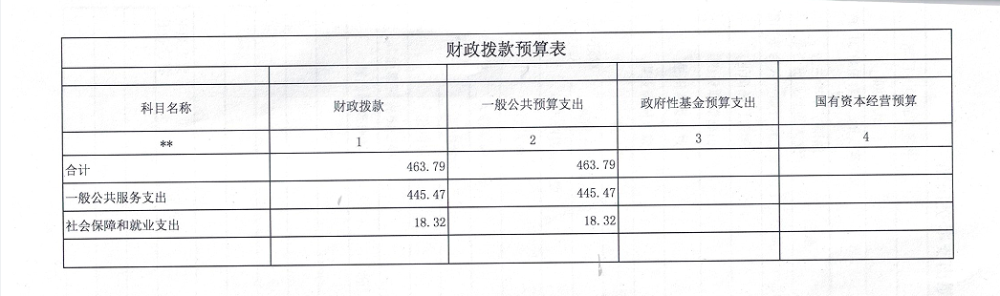 财政拨款预算表
科目名称 财政拨款 一般公共预算支出 政府性基金预算支出 国有资本经营预算
** 1 2 3 4
合计 463.79 463.79
一般公共服务支出 445.47 445.47
社会保障和就业支出 18.32 18.32